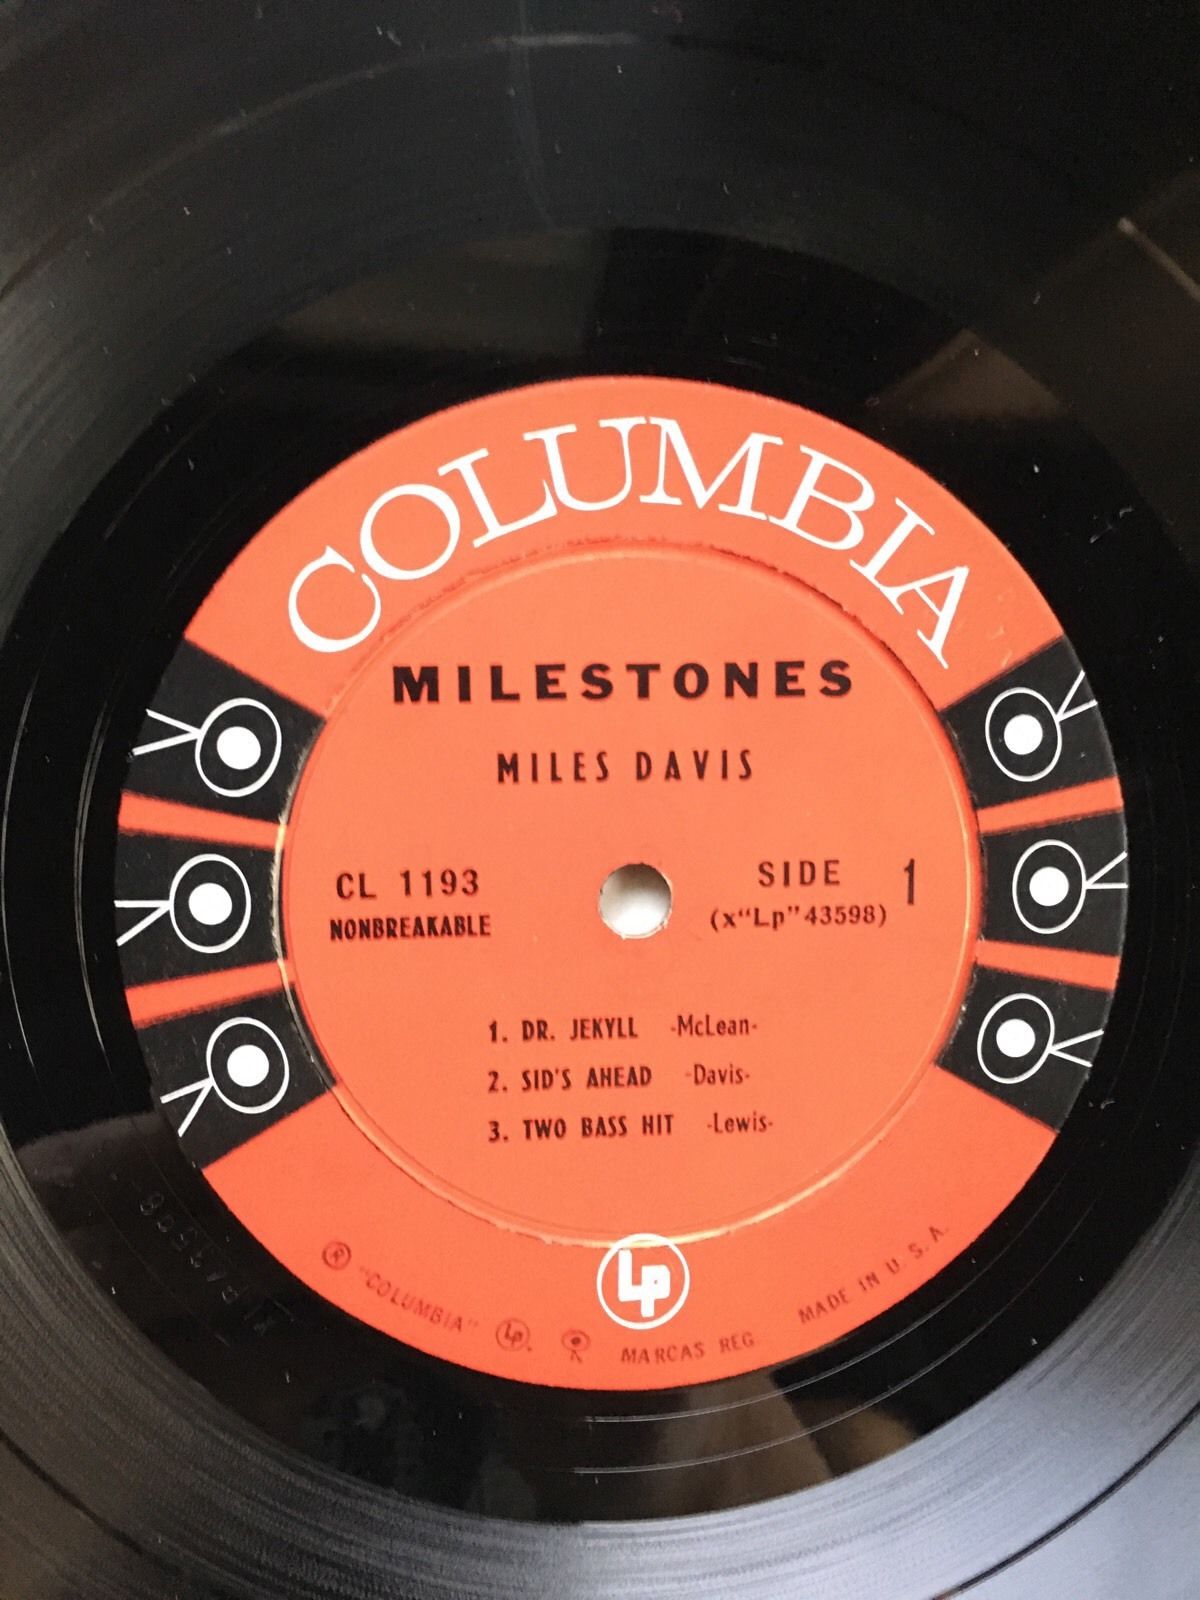 COLUMBIA
MILESTONES
MILES DAVIS
CL 1193
NONBREAKABLE
SIDE 1
(x"Lp" 43598)
1. DR. JEKYLL -McLean-
2. SID'S AHEAD -Davis-
3. TWO BASS HIT -Lewis-
Lp
® "COLUMBIA" Lp. MARCAS REG. MADE IN U. S. A.